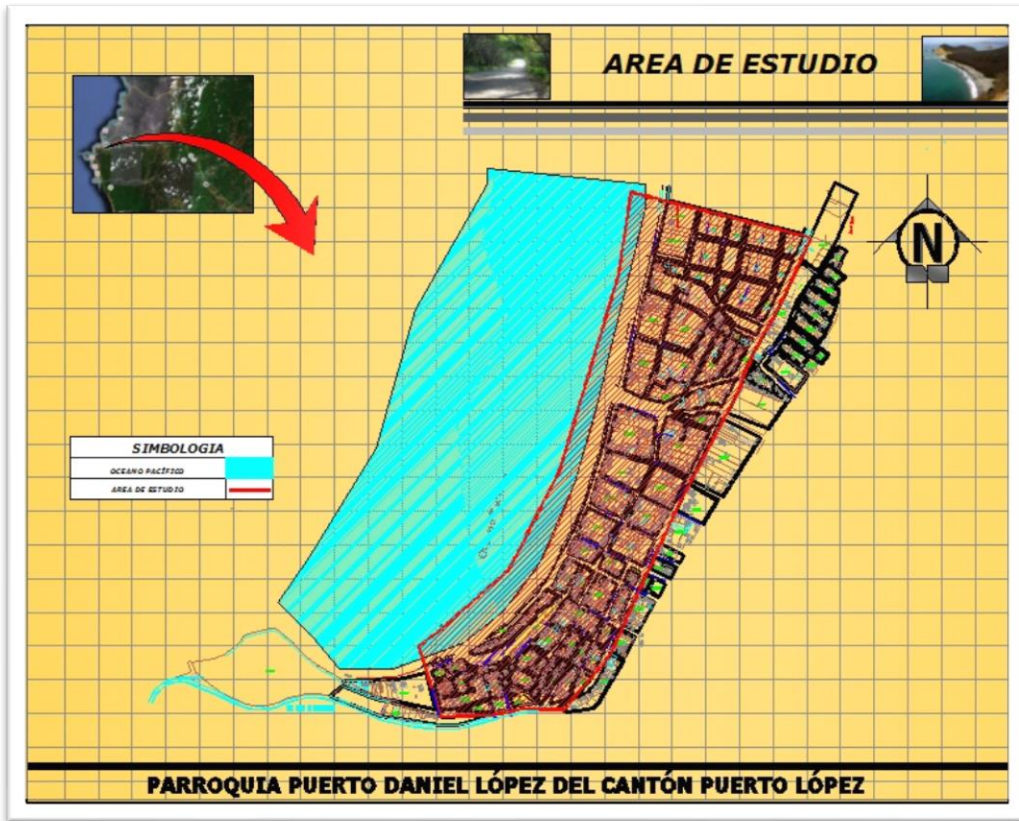 AREA DE ESTUDIO
N
SIMBOLOGIA
OCEANO PACÍFICO
AREA DE ESTUDIO
PARROQUIA PUERTO DANIEL LÓPEZ DEL CANTÓN PUERTO LÓPEZ